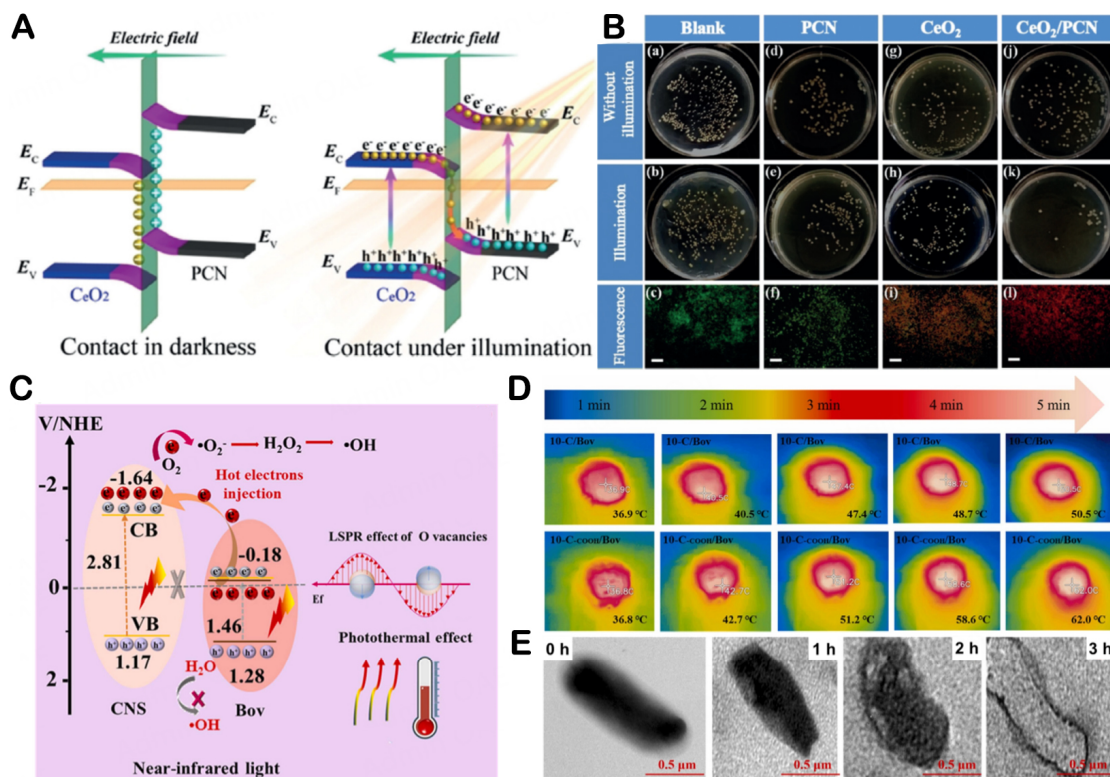 A
Electric field
E_C
E_C
E_F
E_V
PCN
E_V
CeO2
Contact in darkness
Electric field
e⁻ e⁻ e⁻ e⁻ e⁻ e⁻
E_C
E_C
e⁻ e⁻ e⁻ e⁻ e⁻ e⁻
E_F
h⁺ h⁺ h⁺ h⁺ h⁺ h⁺
E_V
PCN
h⁺ h⁺ h⁺ h⁺ h⁺ h⁺
E_V
CeO2
Contact under illumination
B
Blank
PCN
CeO₂
CeO₂/PCN
Without illumination
(a)
(d)
(g)
(j)
Illumination
(b)
(e)
(h)
(k)
Fluorescence
(c)
(f)
(i)
(l)
C
V/NHE
-2
0
2
O₂
·O₂⁻
H₂O₂
·OH
-1.64
Hot electrons
injection
CB
2.81
-0.18
LSPR effect of O vacancies
Ef
VB
1.46
1.17
1.28
H₂O
·OH
CNS
Bov
Photothermal effect
Near-infrared light
D
1 min
2 min
3 min
4 min
5 min
10-C/Bov
10-C/Bov
10-C/Bov
10-C/Bov
10-C/Bov
36.9 °C
40.5 °C
47.4 °C
48.7 °C
50.5 °C
10-C-coon/Bov
10-C-coon/Bov
10-C-coon/Bov
10-C-coon/Bov
10-C-coon/Bov
36.8 °C
42.7 °C
51.2 °C
58.6 °C
62.0 °C
E
0 h
1 h
2 h
3 h
0.5 µm
0.5 µm
0.5 µm
0.5 µm